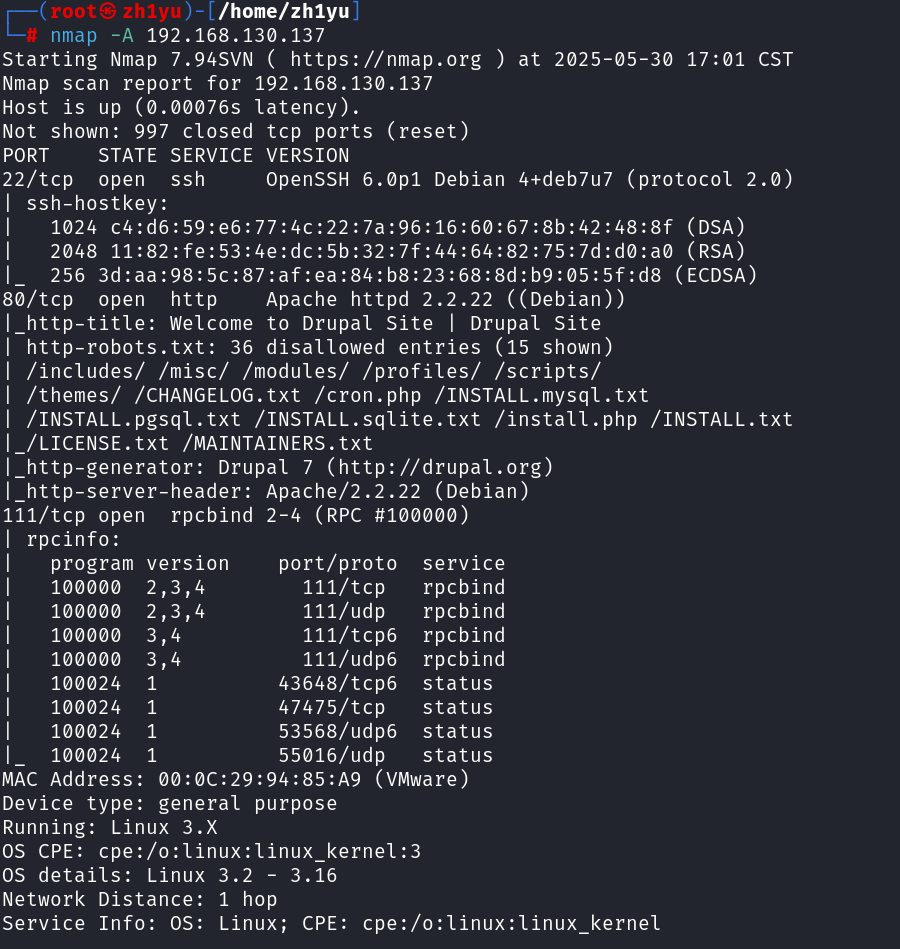 ┌──(root㉿zh1yu)-[/home/zh1yu]
└─# nmap -A 192.168.130.137
Starting Nmap 7.94SVN ( https://nmap.org ) at 2025-05-30 17:01 CST
Nmap scan report for 192.168.130.137
Host is up (0.00076s latency).
Not shown: 997 closed tcp ports (reset)
PORT    STATE SERVICE VERSION
22/tcp  open  ssh     OpenSSH 6.0p1 Debian 4+deb7u7 (protocol 2.0)
| ssh-hostkey:
|   1024 c4:d6:59:e6:77:4c:22:7a:96:16:60:67:8b:42:48:8f (DSA)
|   2048 11:82:fe:53:4e:dc:5b:32:7f:44:64:82:75:7d:d0:a0 (RSA)
|_  256 3d:aa:98:5c:87:af:ea:84:b8:23:68:8d:b9:05:5f:d8 (ECDSA)
80/tcp  open  http    Apache httpd 2.2.22 ((Debian))
|_http-title: Welcome to Drupal Site | Drupal Site
| http-robots.txt: 36 disallowed entries (15 shown)
| /includes/ /misc/ /modules/ /profiles/ /scripts/
| /themes/ /CHANGELOG.txt /cron.php /INSTALL.mysql.txt
| /INSTALL.pgsql.txt /INSTALL.sqlite.txt /install.php /INSTALL.txt
|_/LICENSE.txt /MAINTAINERS.txt
|_http-generator: Drupal 7 (http://drupal.org)
|_http-server-header: Apache/2.2.22 (Debian)
111/tcp open  rpcbind 2-4 (RPC #100000)
| rpcinfo:
|   program version    port/proto  service
|   100000  2,3,4        111/tcp   rpcbind
|   100000  2,3,4        111/udp   rpcbind
|   100000  3,4          111/tcp6  rpcbind
|   100000  3,4          111/udp6  rpcbind
|   100024  1          43648/tcp6  status
|   100024  1          47475/tcp   status
|   100024  1          53568/udp6  status
|_  100024  1          55016/udp   status
MAC Address: 00:0C:29:94:85:A9 (VMware)
Device type: general purpose
Running: Linux 3.X
OS CPE: cpe:/o:linux:linux_kernel:3
OS details: Linux 3.2 - 3.16
Network Distance: 1 hop
Service Info: OS: Linux; CPE: cpe:/o:linux:linux_kernel